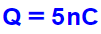 Q = 5nC